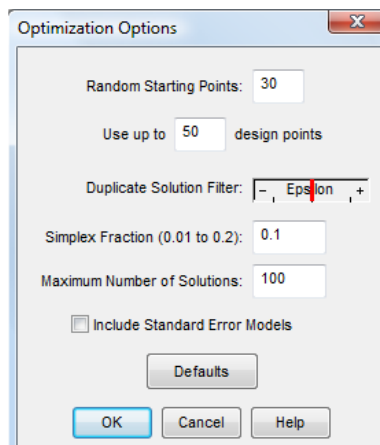 Optimization Options
Random Starting Points: 30
Use up to 50 design points
Duplicate Solution Filter: - Epsilon +
Simplex Fraction (0.01 to 0.2): 0.1
Maximum Number of Solutions: 100
Include Standard Error Models
Defaults
OK Cancel Help